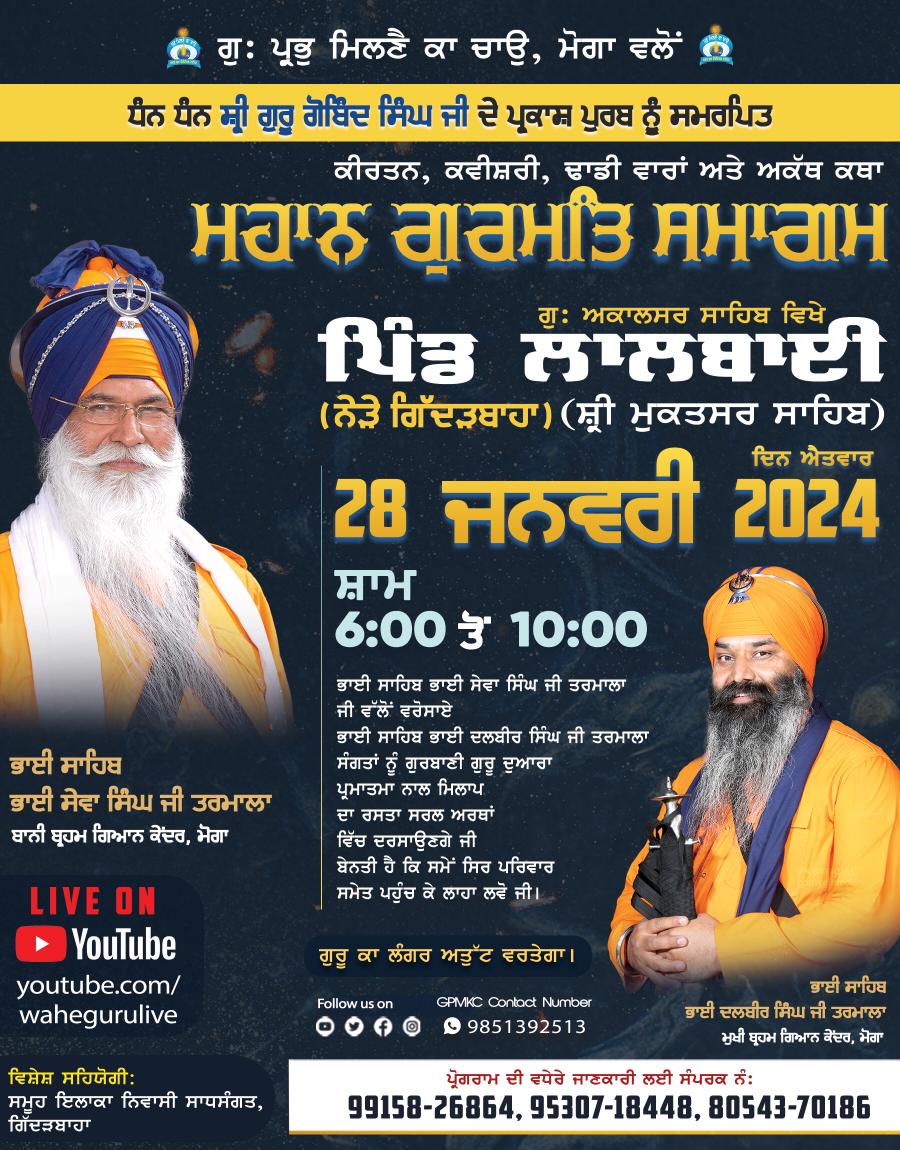 ਗੁ: ਪ੍ਰਭੁ ਮਿਲਣੈ ਕਾ ਚਾਉ, ਮੋਗਾ ਵਲੋਂ
ਧੰਨ ਧੰਨ ਸ਼੍ਰੀ ਗੁਰੂ ਗੋਬਿੰਦ ਸਿੰਘ ਜੀ ਦੇ ਪ੍ਰਕਾਸ਼ ਪੁਰਬ ਨੂੰ ਸਮਰਪਿਤ
ਕੀਰਤਨ, ਕਵੀਸ਼ਰੀ, ਢਾਡੀ ਵਾਰਾਂ ਅਤੇ ਅਕੱਥ ਕਥਾ
ਮਹਾਨ ਗੁਰਮਤਿ ਸਮਾਗਮ
ਗੁ: ਅਕਾਲਸਰ ਸਾਹਿਬ ਵਿਖੇ
ਪਿੰਡ ਲਾਲਬਾਈ
(ਨੇੜੇ ਗਿੱਦੜਬਾਹਾ) (ਸ਼੍ਰੀ ਮੁਕਤਸਰ ਸਾਹਿਬ)
ਦਿਨ ਐਤਵਾਰ
28 ਜਨਵਰੀ 2024
ਸ਼ਾਮ
6:00 ਤੋਂ 10:00
ਭਾਈ ਸਾਹਿਬ ਭਾਈ ਸੇਵਾ ਸਿੰਘ ਜੀ ਤਰਮਾਲਾ
ਜੀ ਵੱਲੋਂ ਵਰੋਸਾਏ
ਭਾਈ ਸਾਹਿਬ ਭਾਈ ਦਲਬੀਰ ਸਿੰਘ ਜੀ ਤਰਮਾਲਾ
ਸੰਗਤਾਂ ਨੂੰ ਗੁਰਬਾਣੀ ਗੁਰੂ ਦੁਆਰਾ
ਪ੍ਰਮਾਤਮਾ ਨਾਲ ਮਿਲਾਪ
ਦਾ ਰਸਤਾ ਸਰਲ ਅਰਥਾਂ
ਵਿੱਚ ਦਰਸਾਉਣਗੇ ਜੀ
ਬੇਨਤੀ ਹੈ ਕਿ ਸਮੇਂ ਸਿਰ ਪਰਿਵਾਰ
ਸਮੇਤ ਪਹੁੰਚ ਕੇ ਲਾਹਾ ਲਵੋ ਜੀ।
ਭਾਈ ਸਾਹਿਬ
ਭਾਈ ਸੇਵਾ ਸਿੰਘ ਜੀ ਤਰਮਾਲਾ
ਬਾਨੀ ਬ੍ਰਹਮ ਗਿਆਨ ਕੇਂਦਰ, ਮੋਗਾ
LIVE ON
YouTube
youtube.com/
wahegurulive
ਗੁਰੂ ਕਾ ਲੰਗਰ ਅਤੁੱਟ ਵਰਤੇਗਾ।
Follow us on
GPMKC Contact Number
9851392513
ਭਾਈ ਸਾਹਿਬ
ਭਾਈ ਦਲਬੀਰ ਸਿੰਘ ਜੀ ਤਰਮਾਲਾ
ਮੁਖੀ ਬ੍ਰਹਮ ਗਿਆਨ ਕੇਂਦਰ, ਮੋਗਾ
ਵਿਸ਼ੇਸ਼ ਸਹਿਯੋਗੀ:
ਸਮੂਹ ਇਲਾਕਾ ਨਿਵਾਸੀ ਸਾਧਸੰਗਤ,
ਗਿੱਦੜਬਾਹਾ
ਪ੍ਰੋਗਰਾਮ ਦੀ ਵਧੇਰੇ ਜਾਣਕਾਰੀ ਲਈ ਸੰਪਰਕ ਨੰ:
99158-26864, 95307-18448, 80543-70186